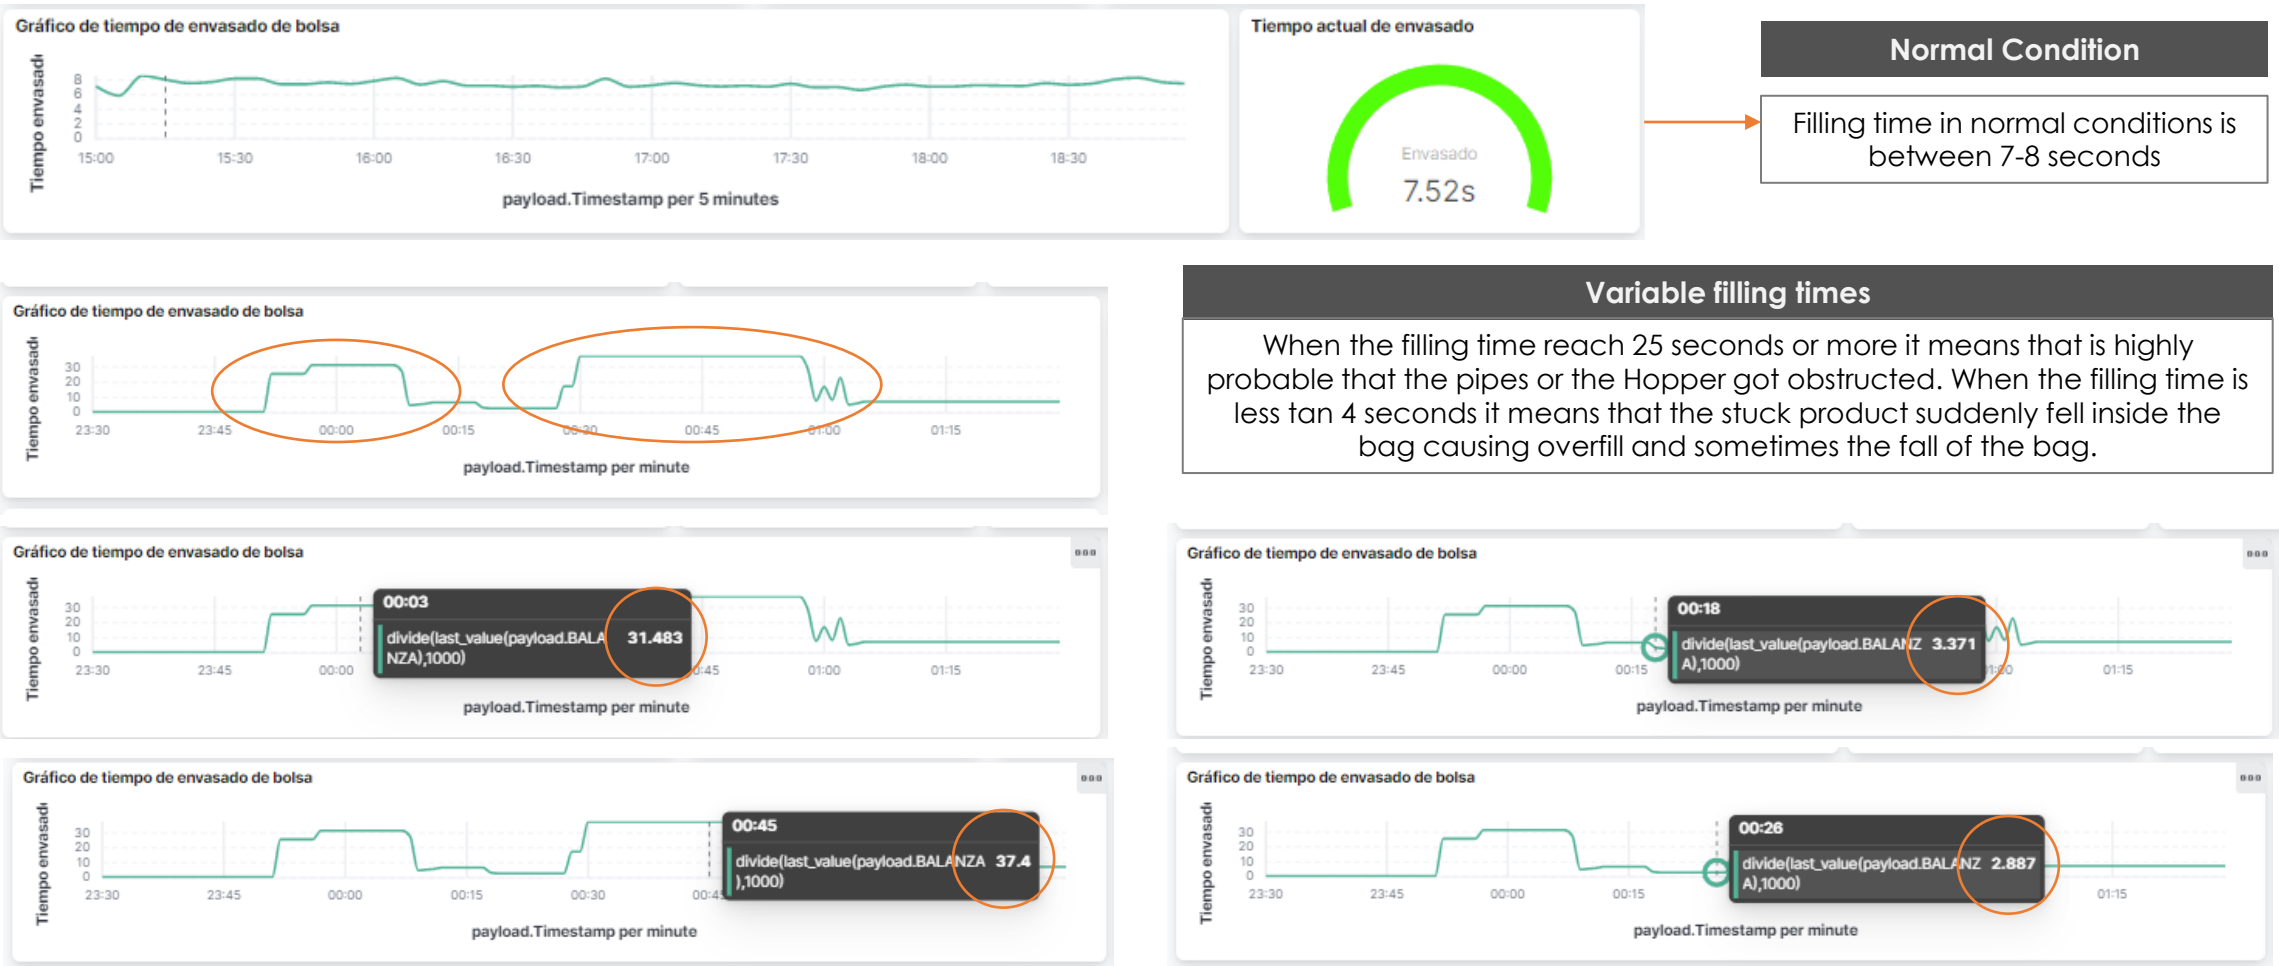 Gráfico de tiempo de envasado de bolsa
Tiempo envasado
8
6
4
2
0
15:00 15:30 16:00 16:30 17:00 17:30 18:00 18:30
payload.Timestamp per 5 minutes
Tiempo actual de envasado
Envasado
7.52s
Normal Condition
Filling time in normal conditions is
between 7-8 seconds
Gráfico de tiempo de envasado de bolsa
Tiempo envasado
30
20
10
0
23:30 23:45 00:00 00:15 00:30 00:45 01:00 01:15
payload.Timestamp per minute
Variable filling times
When the filling time reach 25 seconds or more it means that is highly
probable that the pipes or the Hopper got obstructed. When the filling time is
less tan 4 seconds it means that the stuck product suddenly fell inside the
bag causing overfill and sometimes the fall of the bag.
Gráfico de tiempo de envasado de bolsa
Tiempo envasado
30
20
10
0
00:03
divide(last_value(payload.BALA 31.483
NZA),1000)
23:30 23:45 00:00 0:45 01:00 01:15
payload.Timestamp per minute
Gráfico de tiempo de envasado de bolsa
Tiempo envasado
30
20
10
0
00:18
divide(last_value(payload.BALANZ 3.371
A),1000)
23:30 23:45 00:00 00:15 01:00 01:15
payload.Timestamp per minute
Gráfico de tiempo de envasado de bolsa
Tiempo envasado
30
20
10
0
00:45
divide(last_value(payload.BALANZA 37.4
),1000)
23:30 23:45 00:00 00:15 00:30 00:4
payload.Timestamp per minute
Gráfico de tiempo de envasado de bolsa
Tiempo envasado
30
20
10
0
00:26
divide(last_value(payload.BALANZ 2.887
A),1000)
23:30 23:45 00:00 00:15 01:15
payload.Timestamp per minute